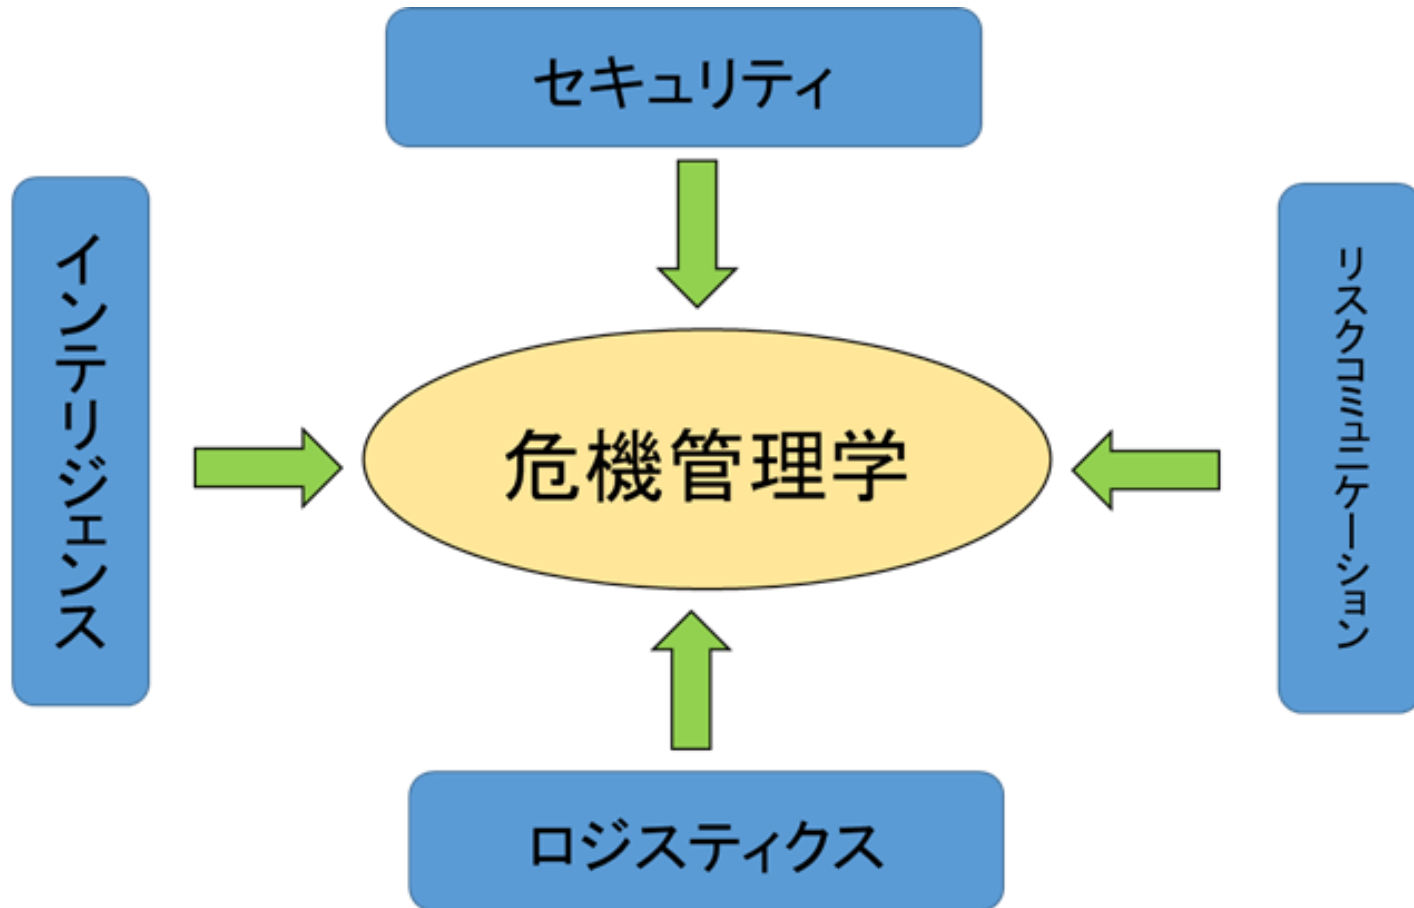 セキュリティ
インテリジェンス
危機管理学
リスクコミュニケーション
ロジスティクス